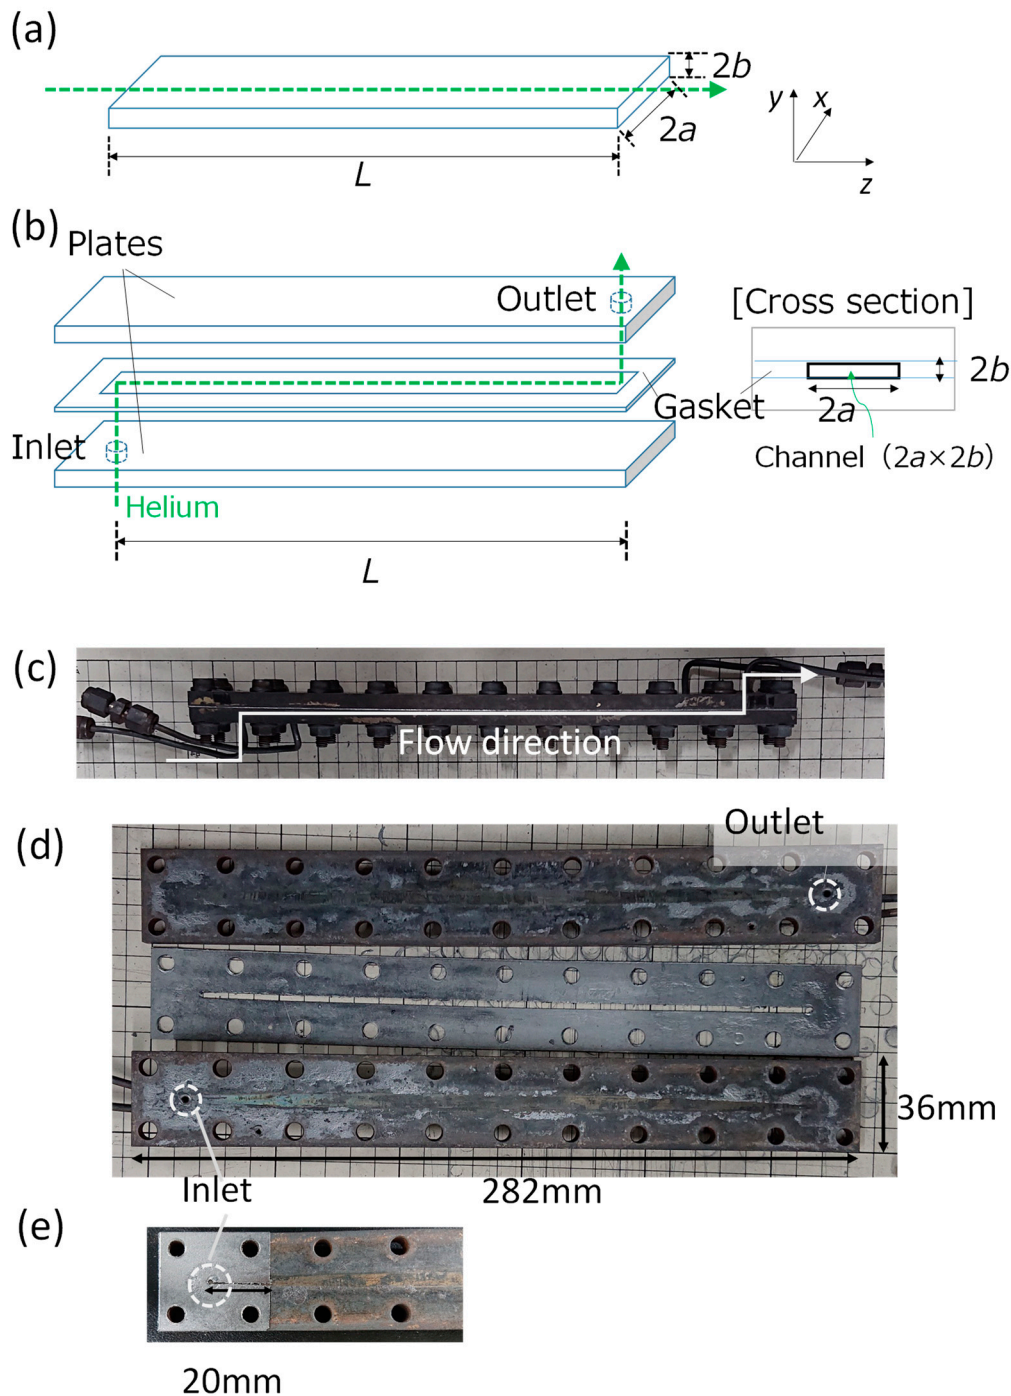 (a)
2b
2a
L
y
x
z
(b)
Plates
Outlet
[Cross section]
2b
Gasket
2a
Inlet
Channel (2a×2b)
Helium
L
(c)
Flow direction
(d)
Outlet
36mm
282mm
Inlet
(e)
20mm